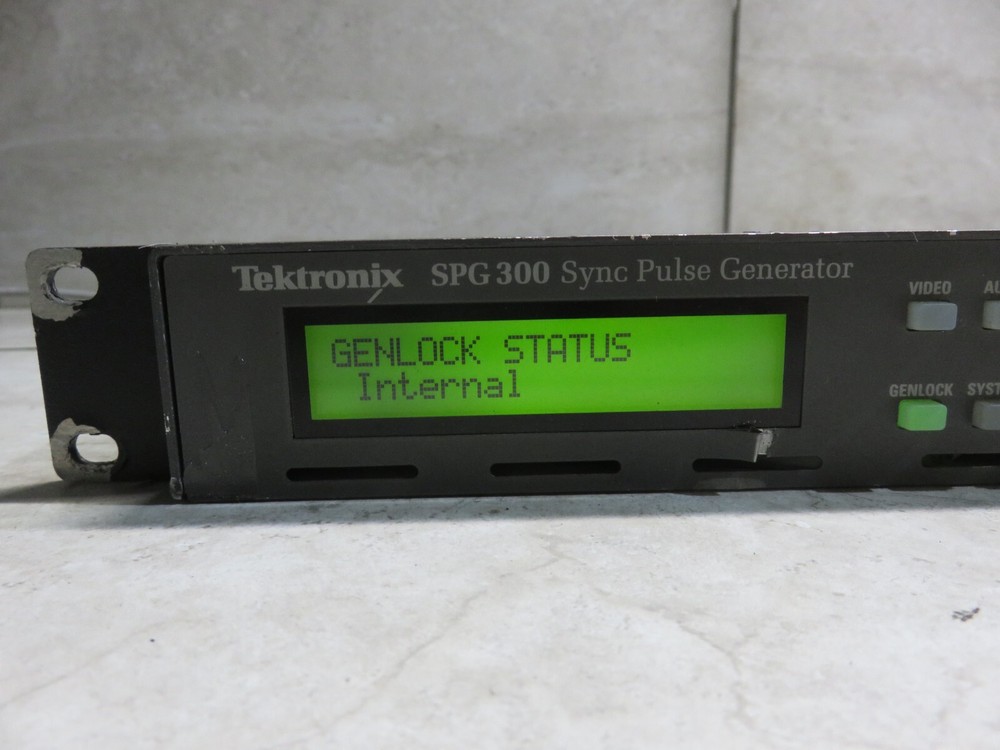 Tektronix SPG 300 Sync Pulse Generator
GENLOCK STATUS
Internal
VIDEO
GENLOCK